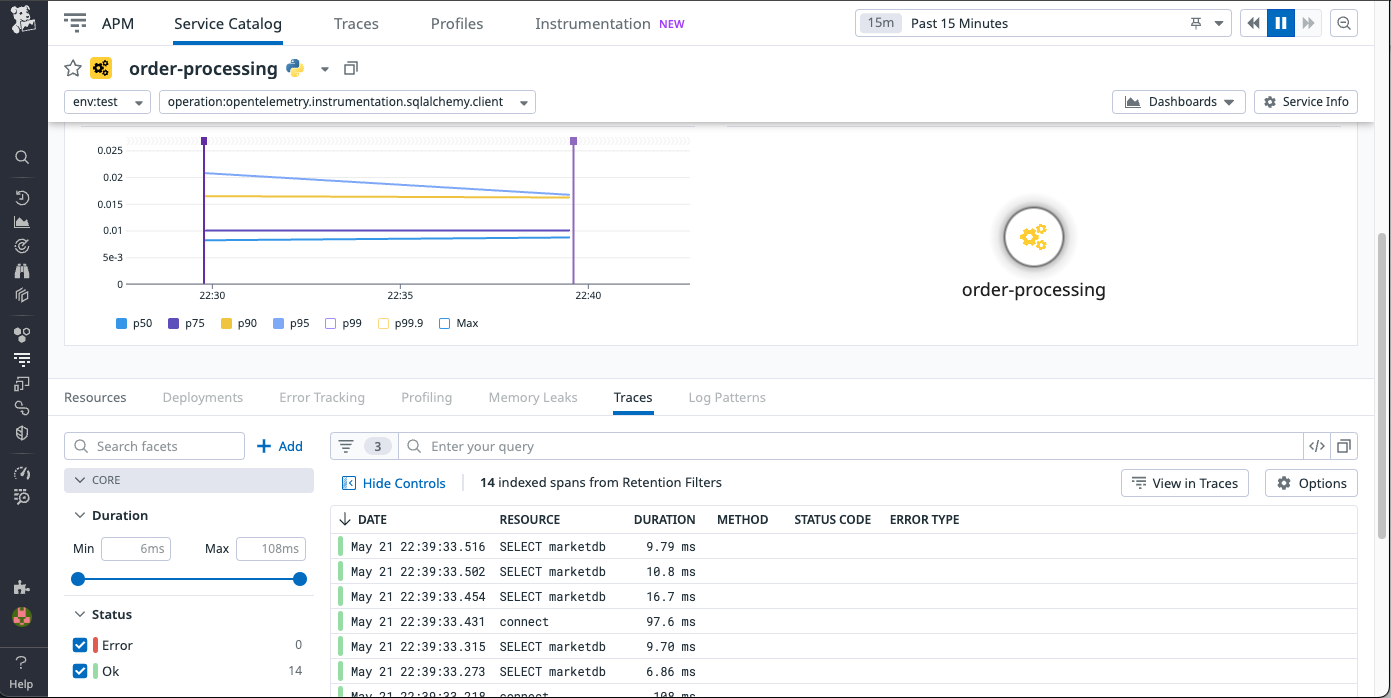 APM Service Catalog Traces Profiles Instrumentation NEW 15m Past 15 Minutes
order-processing
env:test operation:opentelemetry.instrumentation.sqlalchemy.client Dashboards Service Info
0.025
0.02
0.015
0.01
5e-3
0
22:30 22:35 22:40
p50 p75 p90 p95 p99 p99.9 Max
order-processing
Resources Deployments Error Tracking Profiling Memory Leaks Traces Log Patterns
Search facets + Add 3 Enter your query </>
CORE
Hide Controls 14 indexed spans from Retention Filters View in Traces Options
Duration
Min 6ms Max 108ms
Status
Error 0
Ok 14
DATE RESOURCE DURATION METHOD STATUS CODE ERROR TYPE
May 21 22:39:33.516 SELECT marketdb 9.79 ms
May 21 22:39:33.502 SELECT marketdb 10.8 ms
May 21 22:39:33.454 SELECT marketdb 16.7 ms
May 21 22:39:33.431 connect 97.6 ms
May 21 22:39:33.315 SELECT marketdb 9.70 ms
May 21 22:39:33.273 SELECT marketdb 6.86 ms
May 21 22:39:33.218 connect 108 ms
? Help